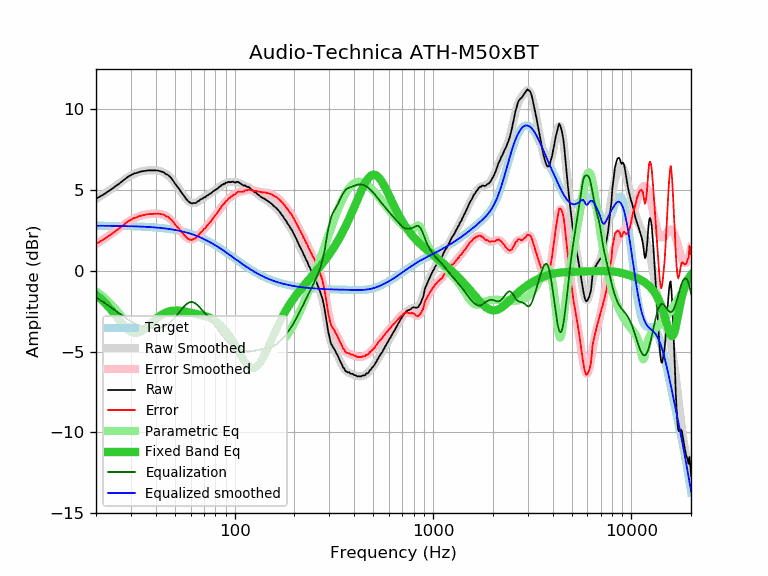 Audio-Technica ATH-M50xBT
Amplitude (dBr)
10
5
0
−5
−10
−15
Target
Raw Smoothed
Error Smoothed
Raw
Error
Parametric Eq
Fixed Band Eq
Equalization
Equalized smoothed
100 1000 10000
Frequency (Hz)